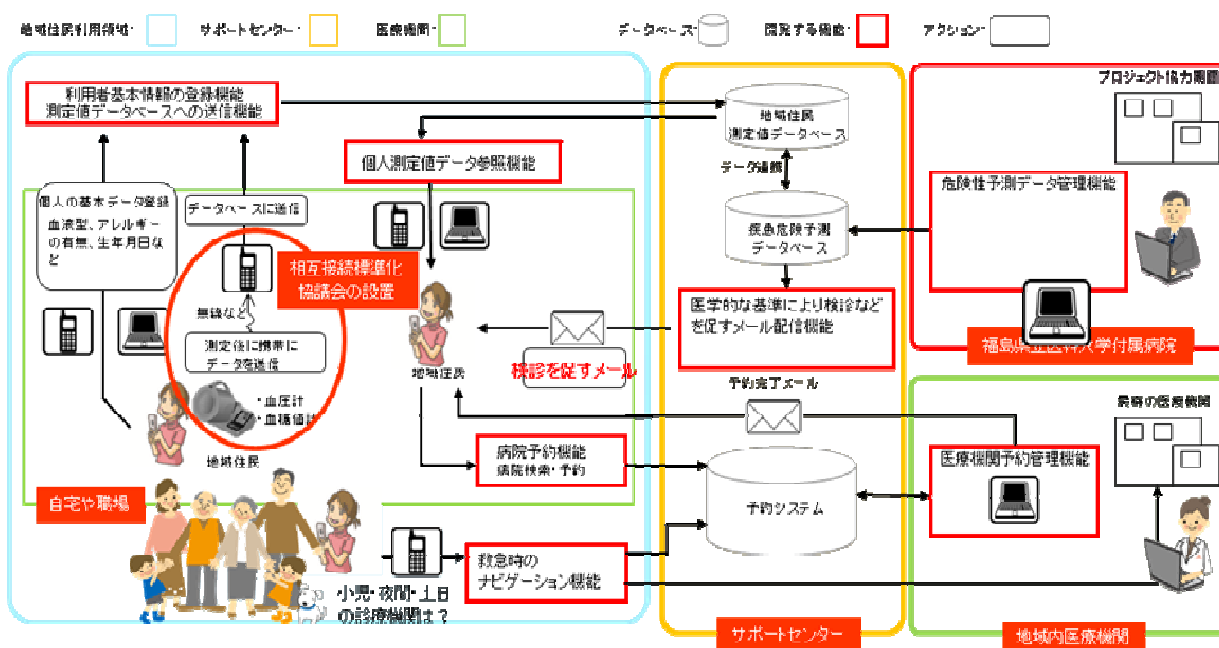 地域住民利用領域:
サポートセンター:
医療機関:
データベース:
開発する機能:
アクション:
利用者基本情報の登録機能
測定値データベースへの送信機能
個人測定値データ参照機能
個人の基本データ登録
血液型、アレルギー
の有無、生年月日な
ど
データベースに送信
相互接続標準化
協議会の設置
無線など
測定後に携帯に
データを送信
・血圧計
・血糖値計
地域住民
地域住民
自宅や職場
検診を促すメール
病院予約機能
病院検索・予約
救急時の
ナビゲーション機能
小児・夜間・土日
の診療機関は?
地域住民
測定値データベース
データ連携
疾患危険予測
データベース
医学的な基準により検診など
を促すメール配信機能
予約完了メール
予約システム
サポートセンター
プロジェクト協力機関
危険性予測データ管理機能
福島県立医科大学付属病院
最寄の医療機関
医療機関予約管理機能
地域内医療機関